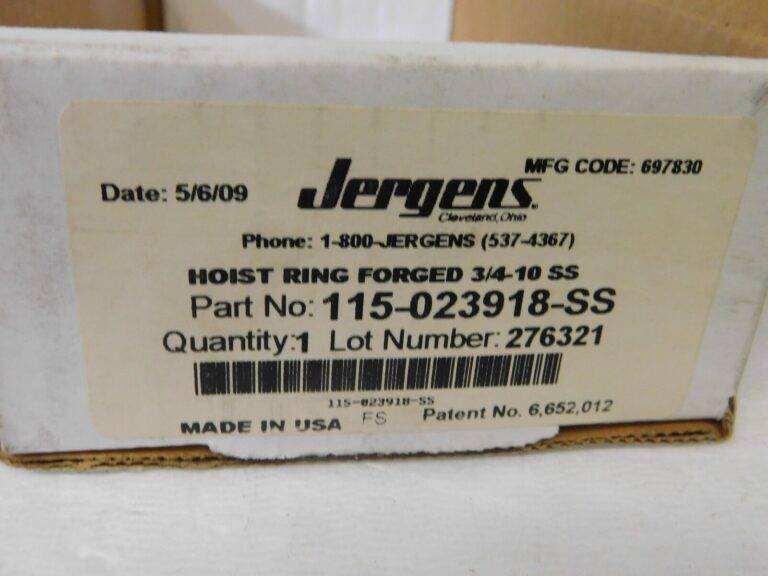 MFG CODE: 697830
Date: 5/6/09 Jergens.
Cleveland, Ohio
Phone: 1-800-JERGENS (537-4367)
HOIST RING FORGED 3/4-10 SS
Part No: 115-023918-SS
Quantity:1 Lot Number: 276321
115-023918-SS
MADE IN USA FS Patent No. 6,652,012